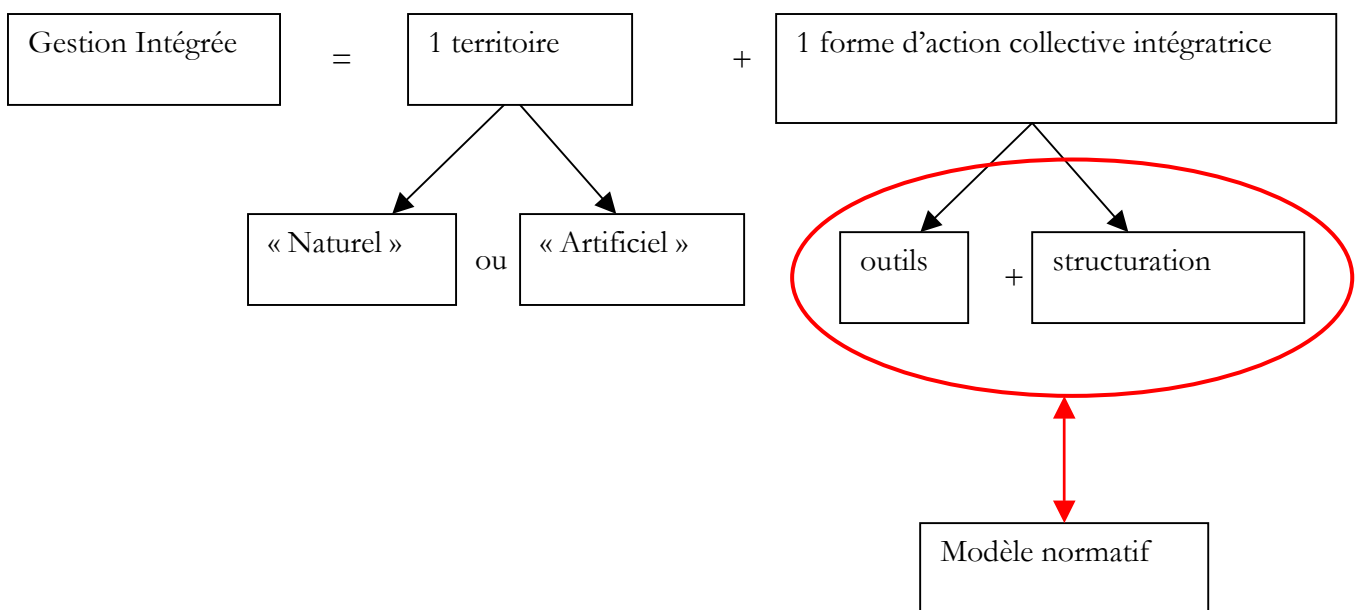 Gestion Intégrée = 1 territoire + 1 forme d’action collective intégratrice
« Naturel » ou « Artificiel » outils + structuration
Modèle normatif